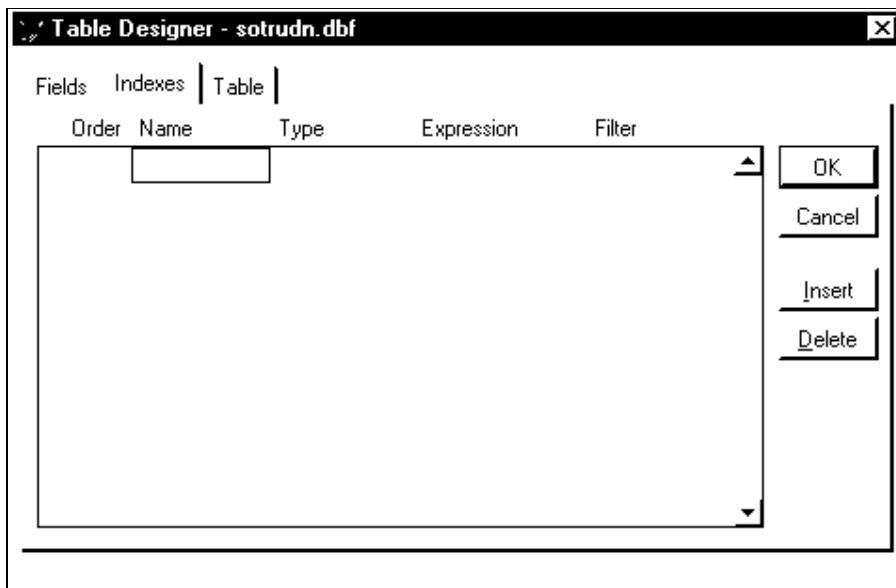 Table Designer - sotrudn.dbf
Fields Indexes Table
Order Name Type Expression Filter
OK
Cancel
Insert
Delete